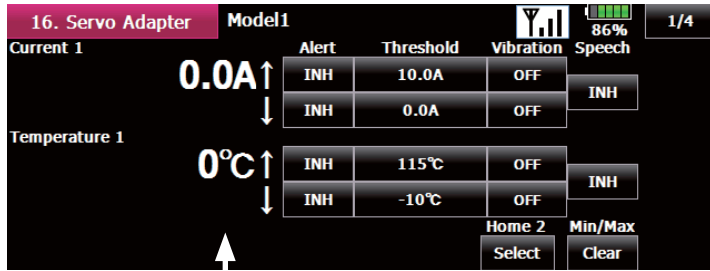 16. Servo Adapter Model1 86% 1/4
Current 1 Alert Threshold Vibration Speech
0.0A↑ INH 10.0A OFF INH
↓ INH 0.0A OFF
Temperature 1
0℃↑ INH 115℃ OFF INH
↓ INH -10℃ OFF
Home 2 Min/Max
Select Clear